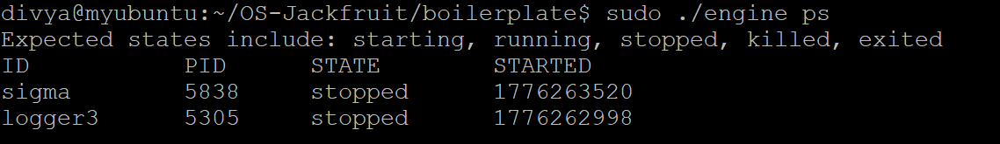 divya@myubuntu:~/OS-Jackfruit/boilerplate$ sudo ./engine ps
Expected states include: starting, running, stopped, killed, exited
ID PID STATE STARTED
sigma 5838 stopped 1776263520
logger3 5305 stopped 1776262998